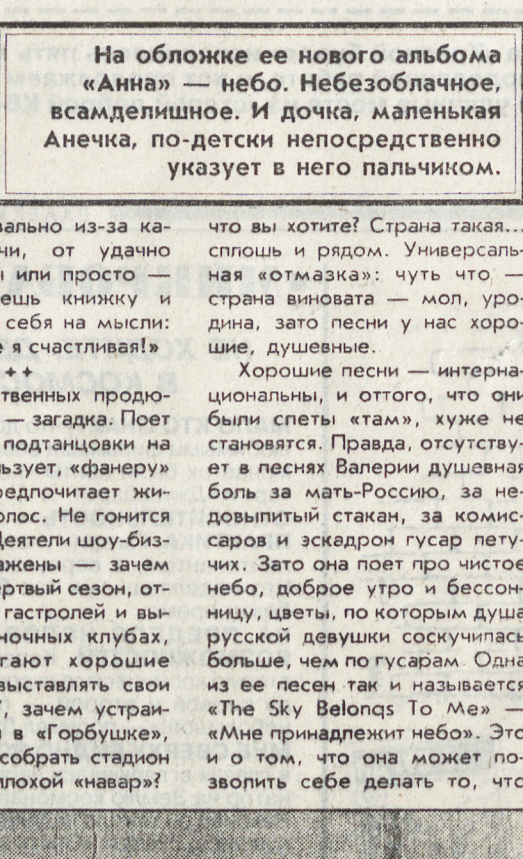 На обложке ее нового альбома
«Анна» — небо. Небезоблачное,
всамделишное. И дочка, маленькая
Анечка, по-детски непосредственно
указует в него пальчиком.
вально из-за ка-
чи, от удачно
или просто
ешь книжку и
себя на мысли:
я счастливая!»
++
твенных продю-
— загадка. Поет
подтанцовки на
льзует, «фанеру»
редпочитает жи-
олос. Не гонится
Деятели шоу-биз-
ажены — зачем
ртвый сезон, от-
гастролей и вы-
ночных клубах,
гают хорошие
выставлять свои
, зачем устраи-
в «Горбушке»,
собрать стадион
плохой «навар»?
что вы хотите? Страна такая...
сплошь и рядом. Универсаль-
ная «отмазка»: чуть что —
страна виновата — мол, уро-
дина, зато песни у нас хоро-
шие, душевные.
Хорошие песни — интерна-
циональны, и оттого, что они
были спеты «там», хуже не
становятся. Правда, отсутству-
ет в песнях Валерии душевная
боль за мать-Россию, за не-
довыпитый стакан, за комис-
саров и эскадрон гусар лету-
чих. Зато она поет про чистое
небо, доброе утро и бессон-
ницу, цветы, по которым душа
русской девушки соскучилась
больше, чем по гусарам. Одна
из ее песен так и называется
«The Sky Belongs To Me» —
«Мне принадлежит небо». Это
и о том, что она может по-
зволить себе делать то, что